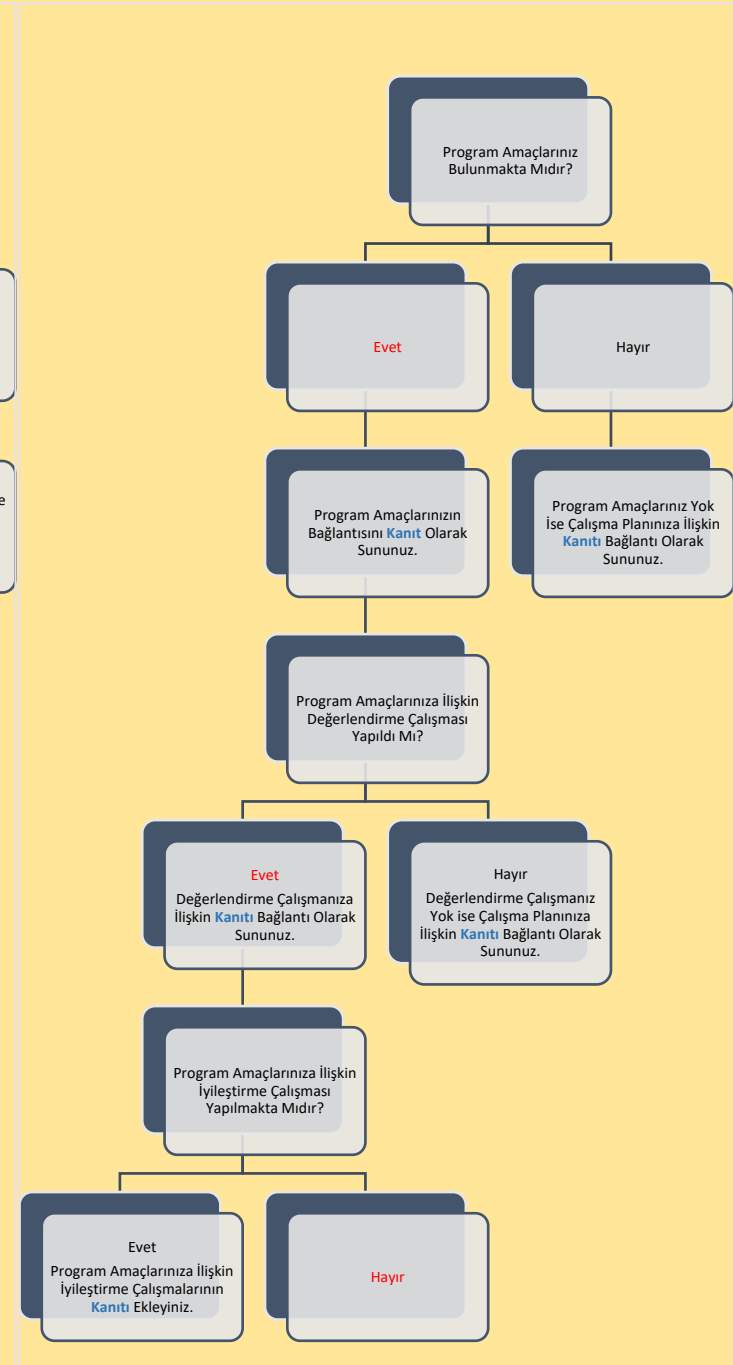 Program Amaçlarınız
Bulunmakta Mıdır?
Evet
Hayır
Program Amaçlarınızın
Bağlantısını Kanıt Olarak
Sununuz.
Program Amaçlarınız Yok
İse Çalışma Planınıza İlişkin
Kanıtı Bağlantı Olarak
Sununuz.
Program Amaçlarınıza İlişkin
Değerlendirme Çalışması
Yapıldı Mı?
Evet
Değerlendirme Çalışmanıza
İlişkin Kanıtı Bağlantı Olarak
Sununuz.
Hayır
Değerlendirme Çalışmanız
Yok ise Çalışma Planınıza
İlişkin Kanıtı Bağlantı Olarak
Sununuz.
Program Amaçlarınıza İlişkin
İyileştirme Çalışması
Yapılmakta Mıdır?
Evet
Program Amaçlarınıza İlişkin
İyileştirme Çalışmalarının
Kanıtı Ekleyiniz.
Hayır